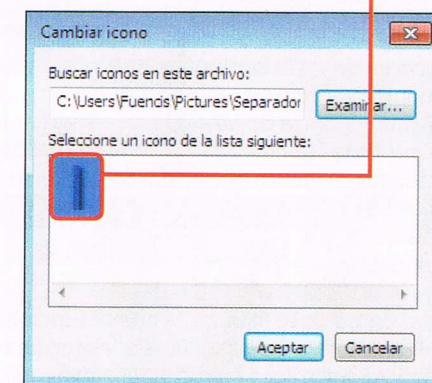 Cambiar icono
Buscar iconos en este archivo:
C:\Users\Fuencis\Pictures\Separador
Examinar...
Seleccione un icono de la lista siguiente:
Aceptar
Cancelar